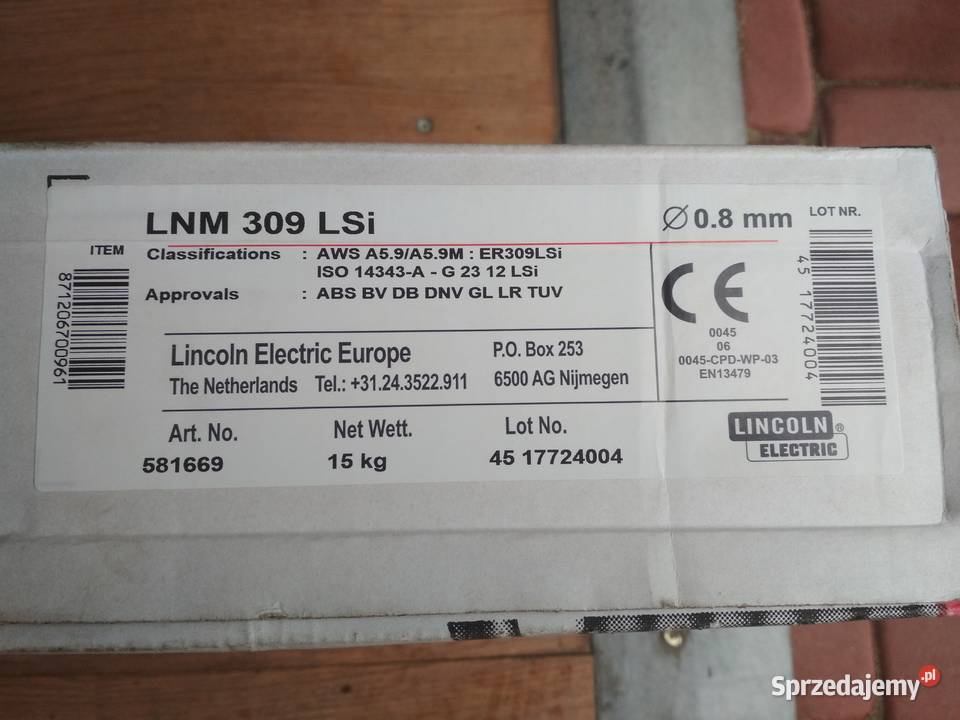 LNM 309 LSi
Ø 0.8 mm
LOT NR.
ITEM
Classifications : AWS A5.9/A5.9M : ER309LSi
ISO 14343-A - G 23 12 LSi
Approvals : ABS BV DB DNV GL LR TUV
8712067009​61
45 17724004
CE
0045
06
0045-CPD-WP-03
EN13479
Lincoln Electric Europe P.O. Box 253
The Netherlands Tel.: +31.24.3522.911 6500 AG Nijmegen
Art. No. Net Wett. Lot No.
581669 15 kg 45 17724004
LINCOLN ®
ELECTRIC
Sprzedajemy.pl